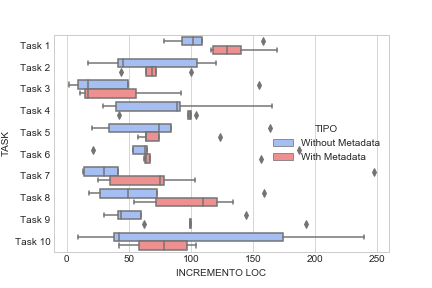 Task 1
Task 2
Task 3
Task 4
Task 5
Task 6
Task 7
Task 8
Task 9
Task 10
TASK
TIPO
Without Metadata
With Metadata
0 50 100 150 200 250
INCREMENTO LOC